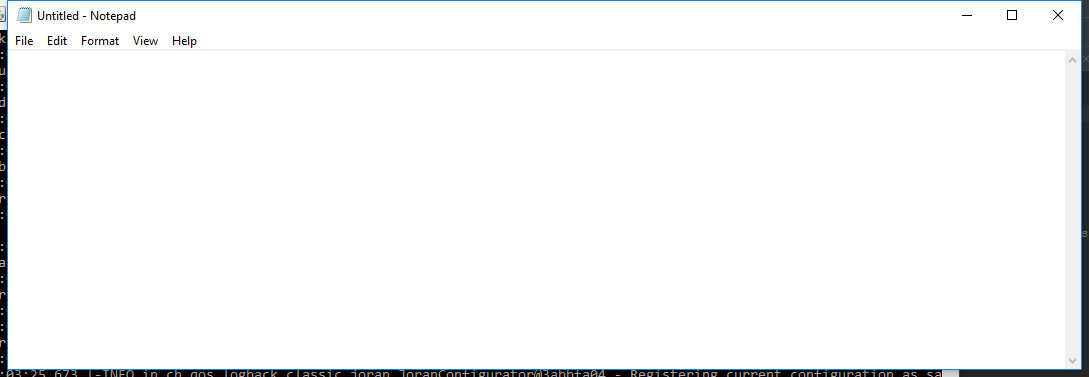 Untitled - Notepad
File Edit Format View Help
:03:25,673 |-INFO in ch.qos.logback.classic.joran.JoranConfigurator@ - Registering current configuration as sa